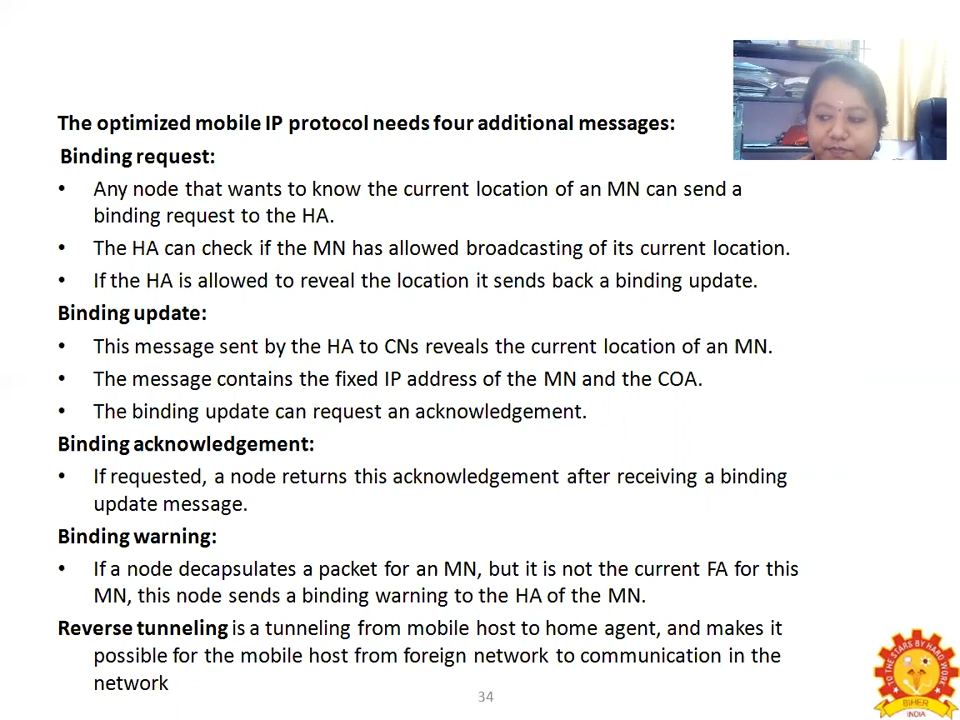 The optimized mobile IP protocol needs four additional messages:
Binding request:
• Any node that wants to know the current location of an MN can send a
binding request to the HA.
• The HA can check if the MN has allowed broadcasting of its current location.
• If the HA is allowed to reveal the location it sends back a binding update.
Binding update:
• This message sent by the HA to CNs reveals the current location of an MN.
• The message contains the fixed IP address of the MN and the COA.
• The binding update can request an acknowledgement.
Binding acknowledgement:
• If requested, a node returns this acknowledgement after receiving a binding
update message.
Binding warning:
• If a node decapsulates a packet for an MN, but it is not the current FA for this
MN, this node sends a binding warning to the HA of the MN.
Reverse tunneling is a tunneling from mobile host to home agent, and makes it
possible for the mobile host from foreign network to communication in the
network
34
TO THE STARS BY HARD WORK
BIHER
INDIA